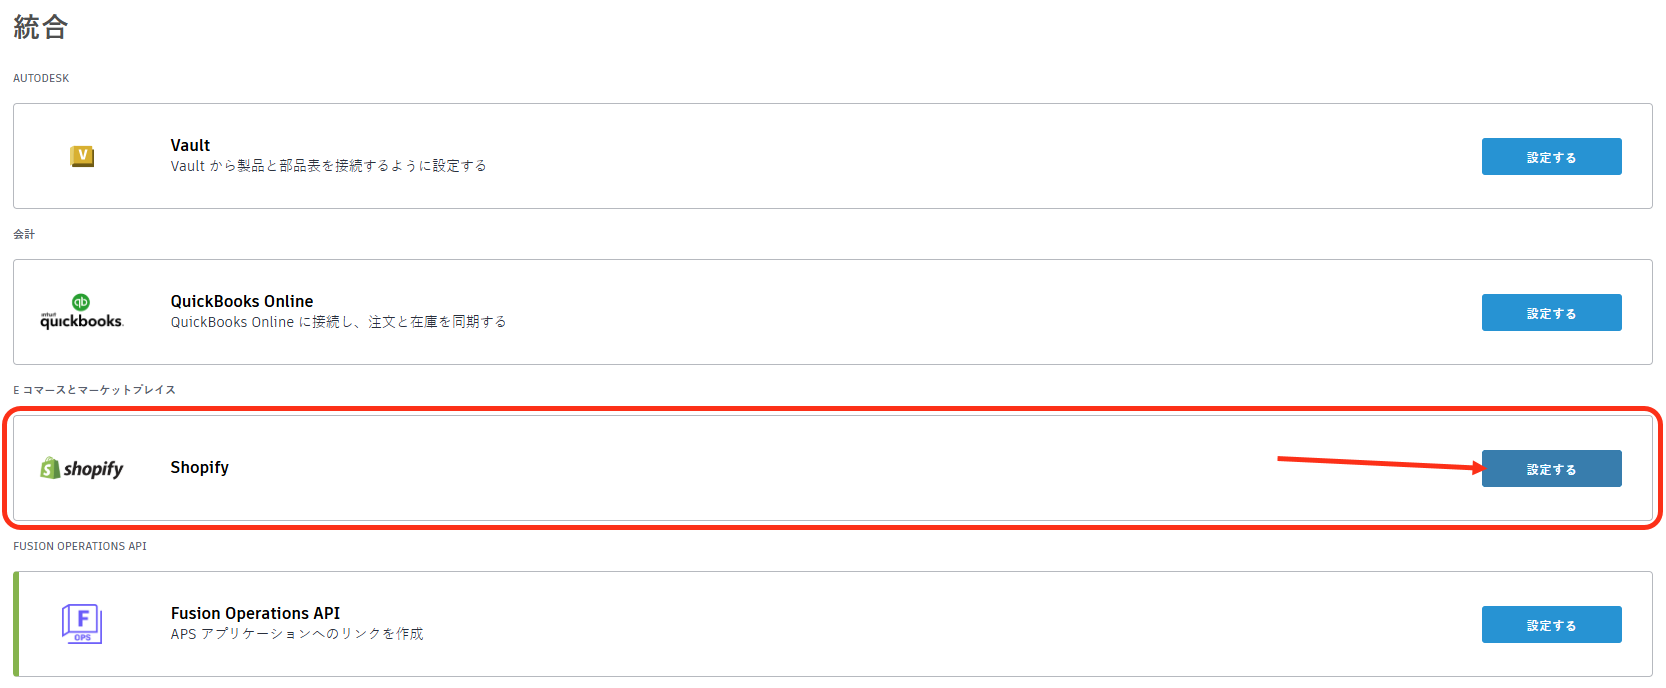 統合
AUTODESK
V
Vault
Vault から製品と部品表を接続するように設定する
設定する
会計
qb
intuit
quickbooks.
QuickBooks Online
QuickBooks Online に接続し、注文と在庫を同期する
設定する
E コマースとマーケットプレイス
S shopify
Shopify
設定する
FUSION OPERATIONS API
F
OPS
Fusion Operations API
APS アプリケーションへのリンクを作成
設定する